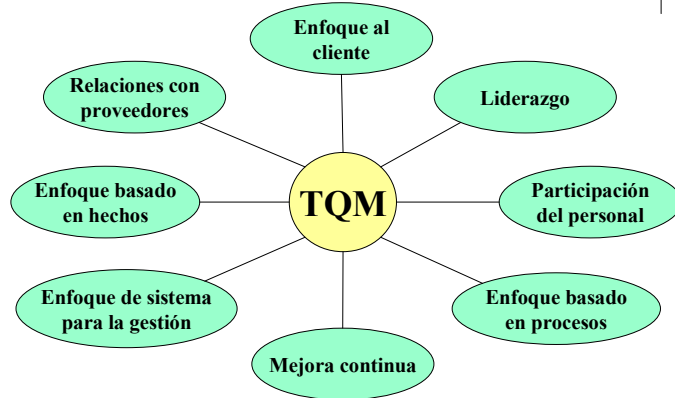 Enfoque al
cliente
Relaciones con
proveedores
Liderazgo
Enfoque basado
en hechos
TQM
Participación
del personal
Enfoque de sistema
para la gestión
Enfoque basado
en procesos
Mejora continua